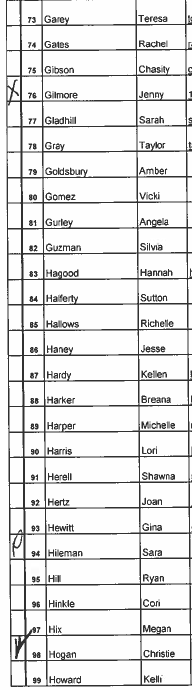 73 Garey Teresa
74 Gates Rachel
75 Gibson Chasity
X 76 Gilmore Jenny
77 Gladhill Sarah
78 Gray Taylor
79 Goldsbury Amber
80 Gomez Vicki
81 Gurley Angela
82 Guzman Silvia
83 Hagood Hannah
84 Halferty Sutton
85 Hallows Richelle
86 Haney Jesse
87 Hardy Kellen
88 Harker Breana
89 Harper Michelle
90 Harris Lori
91 Herell Shawna
92 Hertz Joan
93 Hewitt Gina
94 Hileman Sara
95 Hill Ryan
96 Hinkle Cori
97 Hix Megan
98 Hogan Christie
99 Howard Kelli